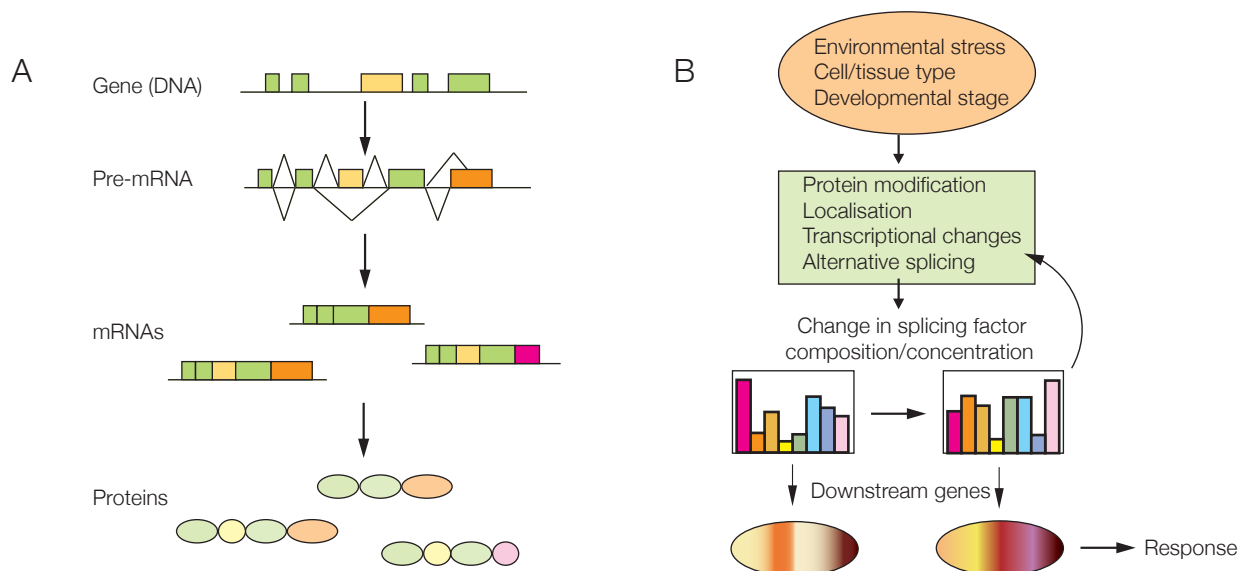 A
Gene (DNA)
Pre-mRNA
mRNAs
Proteins
B
Environmental stress
Cell/tissue type
Developmental stage
Protein modification
Localisation
Transcriptional changes
Alternative splicing
Change in splicing factor
composition/concentration
Downstream genes
Response